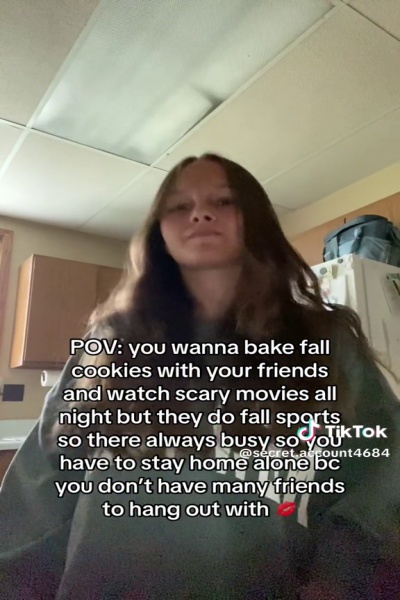 POV: you wanna bake fall
cookies with your friends
and watch scary movies all
night but they do fall sports
so there always busy so you
have to stay home alone bc
you don't have many friends
to hang out with 💋
TikTok
@secret.account4684